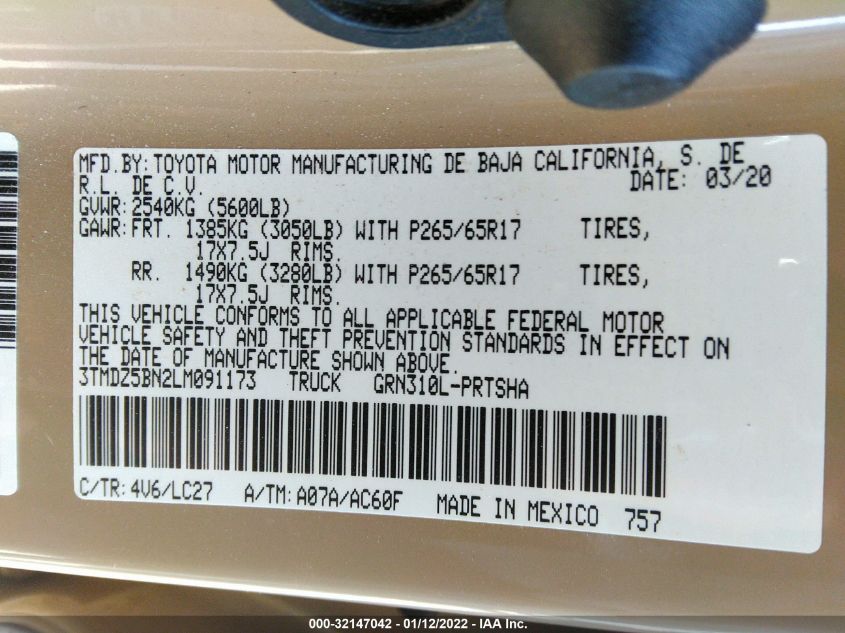 MFD.BY:TOYOTA MOTOR MANUFACTURING DE BAJA CALIFORNIA, S. DE
R.L. DE C.V. DATE: 03/20
GVWR:2540KG (5600LB)
GAWR:FRT. 1385KG (3050LB) WITH P265/65R17 TIRES,
17X7.5J RIMS.
RR. 1490KG (3280LB) WITH P265/65R17 TIRES,
17X7.5J RIMS.
THIS VEHICLE CONFORMS TO ALL APPLICABLE FEDERAL MOTOR
VEHICLE SAFETY AND THEFT PREVENTION STANDARDS IN EFFECT ON
THE DATE OF MANUFACTURE SHOWN ABOVE.
3TMDZ5BN2LM091173 TRUCK GRN310L-PRTSHA
C/TR:4V6/LC27 A/TM:A07A/AC60F MADE IN MEXICO 757
000-32147042 - 01/12/2022 - IAA Inc.